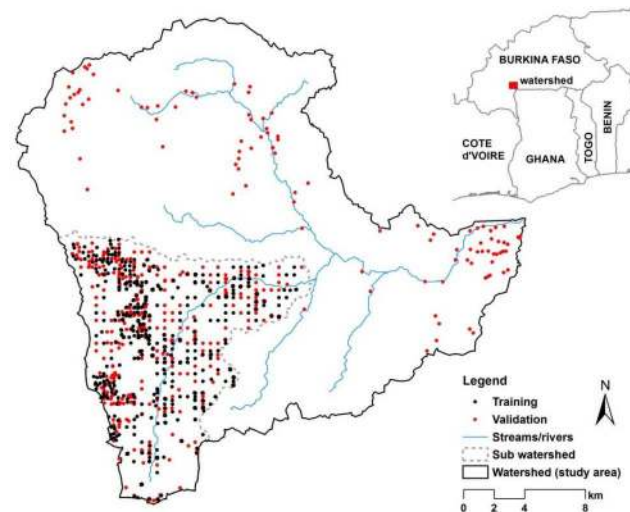 BURKINA FASO
watershed
COTE
d'VOIRE
GHANA
TOGO
BENIN
Legend
Training
Validation
Streams/rivers
Sub watershed
Watershed (study area)
N
0 2 4 8
km